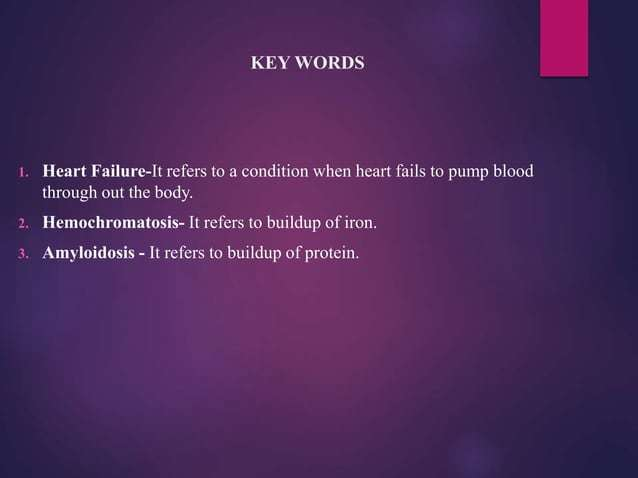 KEY WORDS
1. Heart Failure-It refers to a condition when heart fails to pump blood
through out the body.
2. Hemochromatosis- It refers to buildup of iron.
3. Amyloidosis - It refers to buildup of protein.